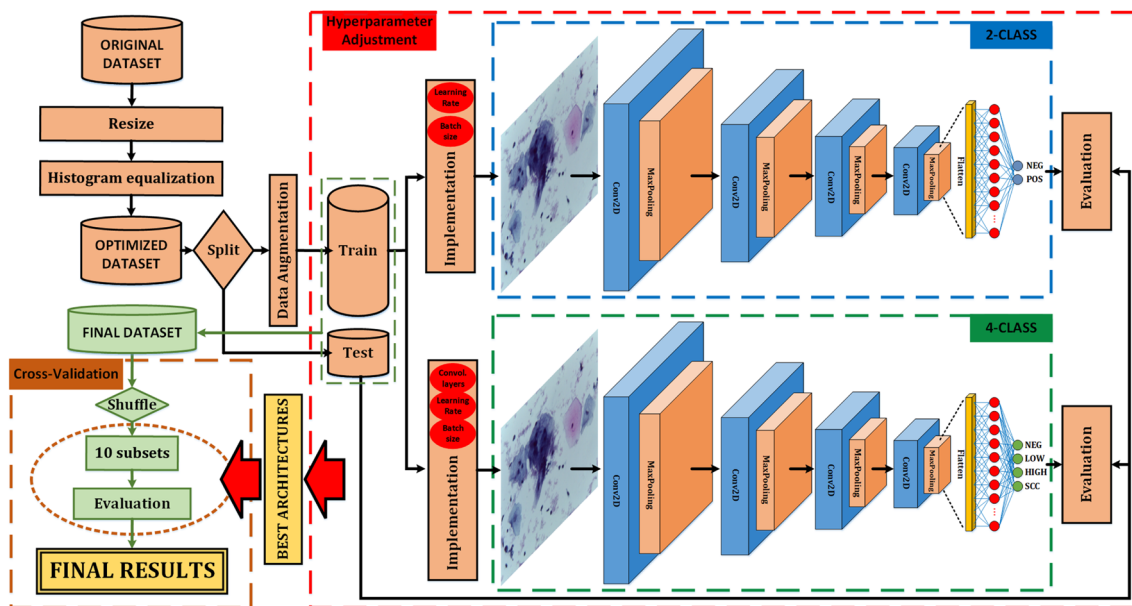 ORIGINAL
DATASET
Resize
Histogram equalization
OPTIMIZED
DATASET
Split
Data Augmentation
Train
Test
FINAL DATASET
Cross-Validation
Shuffle
10 subsets
Evaluation
FINAL RESULTS
BEST ARCHITECTURES
Hyperparameter
Adjustment
Learning
Rate
Batch
size
Implementation
2-CLASS
Conv2D
MaxPooling
Conv2D
MaxPooling
Conv2D
MaxPooling
Conv2D
MaxPooling
Flatten
...
NEG
POS
Evaluation
Convol.
layers
Learning
Rate
Batch
size
Implementation
4-CLASS
Conv2D
MaxPooling
Conv2D
MaxPooling
Conv2D
MaxPooling
Conv2D
MaxPooling
Flatten
...
NEG
LOW
HIGH
SCC
Evaluation